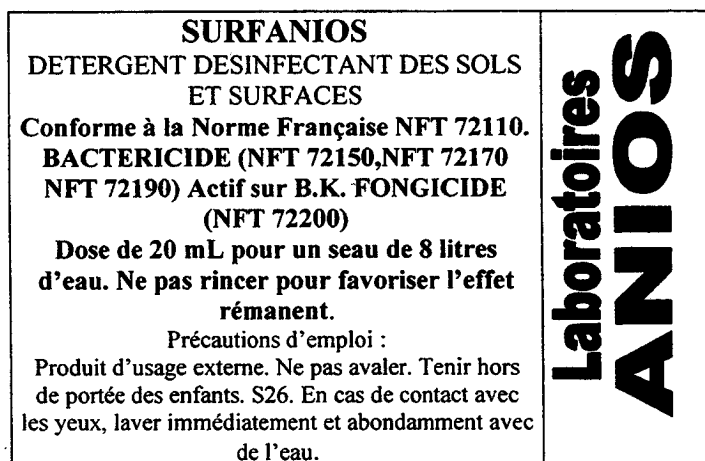 SURFANIOS
DETERGENT DESINFECTANT DES SOLS
ET SURFACES
Conforme à la Norme Française NFT 72110.
BACTERICIDE (NFT 72150,NFT 72170
NFT 72190) Actif sur B.K. FONGICIDE
(NFT 72200)
Dose de 20 mL pour un seau de 8 litres
d'eau. Ne pas rincer pour favoriser l'effet
rémanent.
Précautions d'emploi :
Produit d'usage externe. Ne pas avaler. Tenir hors
de portée des enfants. S26. En cas de contact avec
les yeux, laver immédiatement et abondamment avec
de l'eau.
Laboratoires
ANIOS